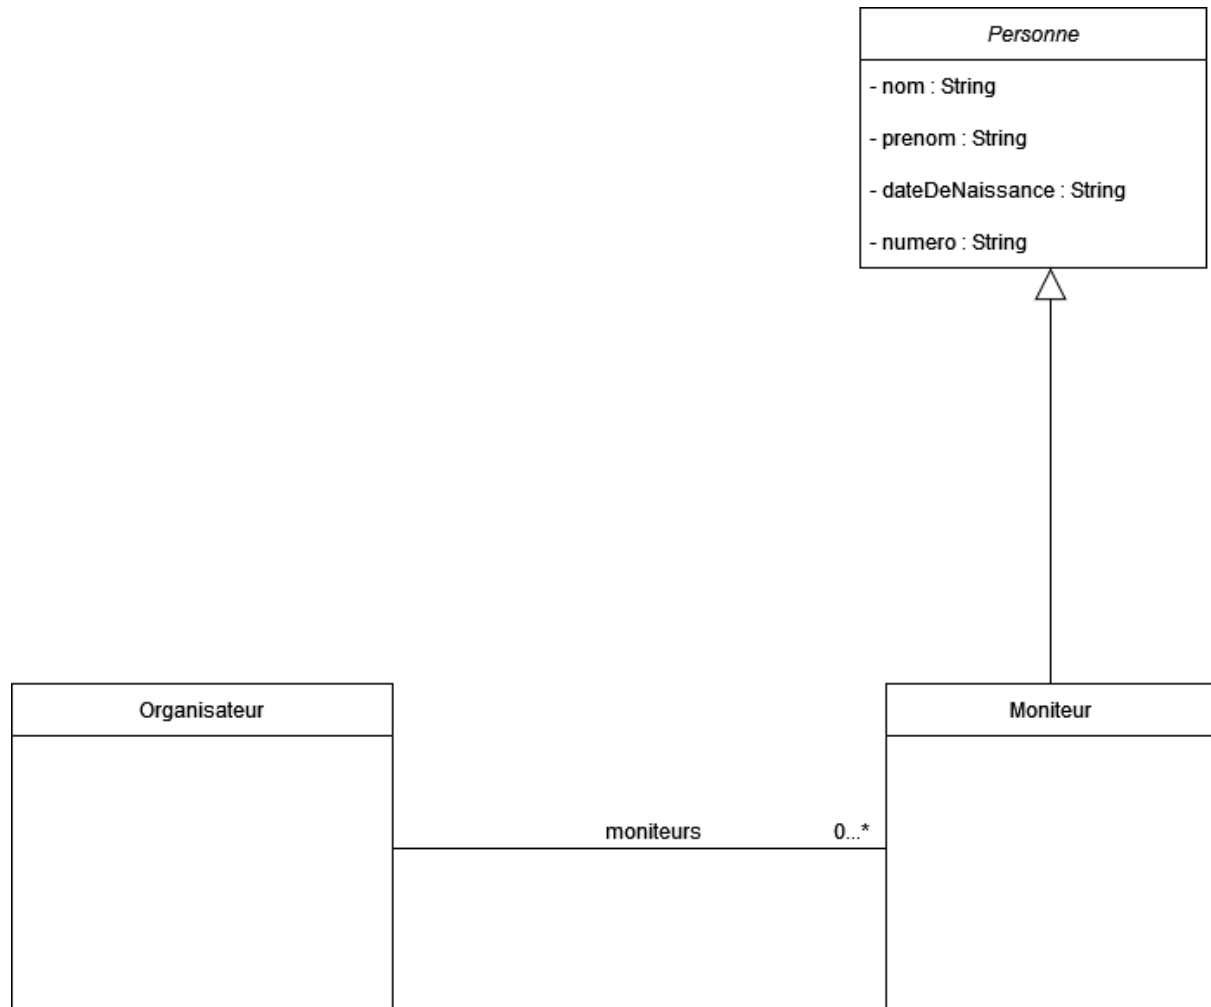 Personne
- nom : String
- prenom : String
- dateDeNaissance : String
- numero : String
Organisateur
Moniteur
moniteurs
0...*